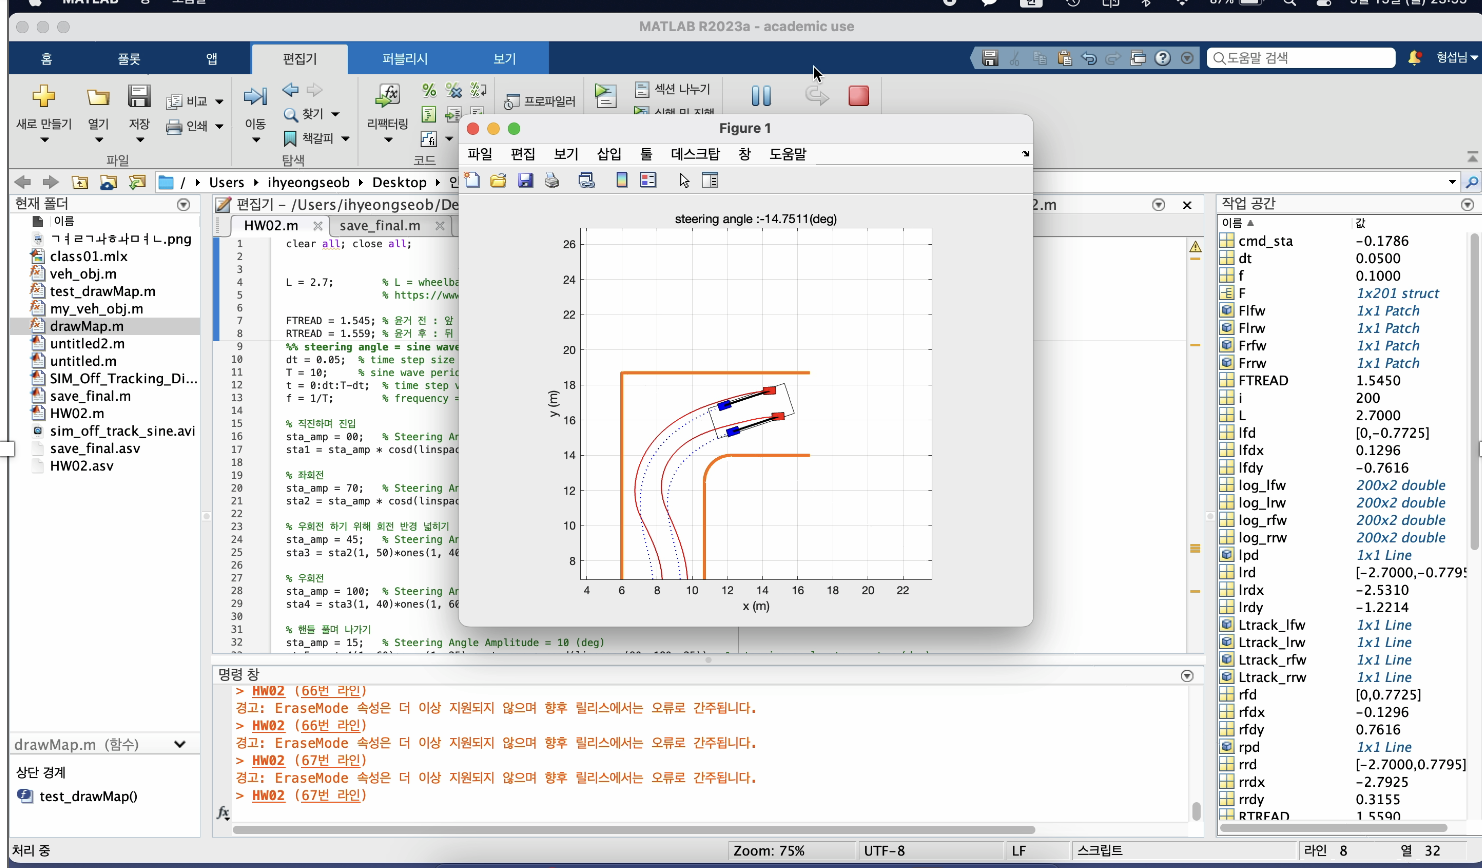 MATLAB
MATLAB R2023a - academic use
홈 플롯 앱 편집기 퍼블리시 보기
도움말 검색
형섭님
새로 만들기 열기 저장 비교 인쇄
파일
이동 찾기 책갈피
탐색
리팩터링
코드
프로파일러
섹션 나누기
/ Users ihyeongseob Desktop
현재 폴더
이름
ㄱㅕㄹㄱㅘㅎㅘㅁㅕㄴ.png
class01.mlx
veh_obj.m
test_drawMap.m
my_veh_obj.m
drawMap.m
untitled2.m
untitled.m
SIM_Off_Tracking_Di...
save_final.m
HW02.m
sim_off_track_sine.avi
save_final.asv
HW02.asv
drawMap.m (함수)
상단 경계
test_drawMap()
편집기 - /Users/ihyeongseob/De
2.m
HW02.m save_final.m
1 clear all; close all;
2
3
4 L = 2.7; % L = wheelba
5 % https://www
6
7 FTREAD = 1.545; % 윤거 전 : 앞
8 RTREAD = 1.559; % 윤거 후 : 뒤
9 %% steering angle = sine wave
10 dt = 0.05; % time step size
11 T = 10; % sine wave perio
12 t = 0:dt:T-dt; % time step v
13 f = 1/T; % frequency =
14
15 % 직진하며 진입
16 sta_amp = 00; % Steering An
17 sta1 = sta_amp * cosd(linspac
18
19 % 좌회전
20 sta_amp = 70; % Steering An
21 sta2 = sta_amp * cosd(linspac
22
23 % 우회전 하기 위해 회전 반경 넓히기
24 sta_amp = 45; % Steering An
25 sta3 = sta2(1, 50)*ones(1, 40
26
27 % 우회전
28 sta_amp = 100; % Steering An
29 sta4 = sta3(1, 40)*ones(1, 60
30
31 % 핸들 풀며 나가기
32 sta_amp = 15; % Steering Angle Amplitude = 10 (deg)
Figure 1
파일 편집 보기 삽입 툴 데스크탑 창 도움말
steering angle :-14.7511(deg)
26
24
22
20
18
16
14
12
10
8
y (m)
4 6 8 10 12 14 16 18 20 22
x (m)
명령 창
> HW02 (66번 라인)
경고: EraseMode 속성은 더 이상 지원되지 않으며 향후 릴리스에서는 오류로 간주됩니다.
> HW02 (66번 라인)
경고: EraseMode 속성은 더 이상 지원되지 않으며 향후 릴리스에서는 오류로 간주됩니다.
> HW02 (67번 라인)
경고: EraseMode 속성은 더 이상 지원되지 않으며 향후 릴리스에서는 오류로 간주됩니다.
> HW02 (67번 라인)
fx
작업 공간
이름 값
cmd_sta -0.1786
dt 0.0500
f 0.1000
F 1x201 struct
Flfw 1x1 Patch
Flrw 1x1 Patch
Frfw 1x1 Patch
Frrw 1x1 Patch
FTREAD 1.5450
i 200
L 2.7000
lfd [0,-0.7725]
lfdx 0.1296
lfdy -0.7616
log_lfw 200x2 double
log_lrw 200x2 double
log_rfw 200x2 double
log_rrw 200x2 double
lpd 1x1 Line
lrd [-2.7000,-0.779
lrdx -2.5310
lrdy -1.2214
Ltrack_lfw 1x1 Line
Ltrack_lrw 1x1 Line
Ltrack_rfw 1x1 Line
Ltrack_rrw 1x1 Line
rfd [0,0.7725]
rfdx -0.1296
rfdy 0.7616
rpd 1x1 Line
rrd [-2.7000,0.7795]
rrdx -2.7925
rrdy 0.3155
RTREAD 1.5590
처리 중
Zoom: 75% UTF-8 LF 스크립트 라인 8 열 32